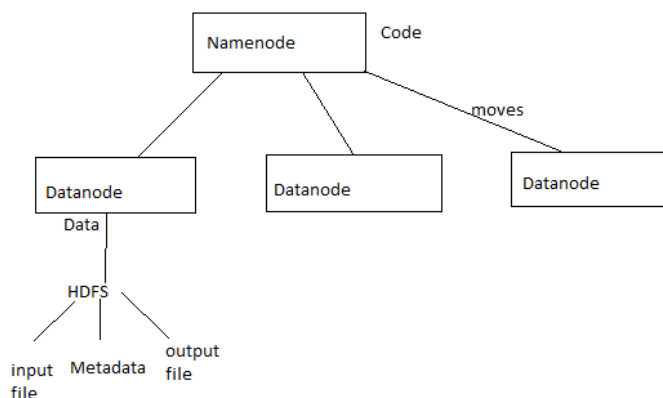 Namenode
Code
moves
Datanode
Datanode
Datanode
Data
HDFS
input
file
Metadata
output
file